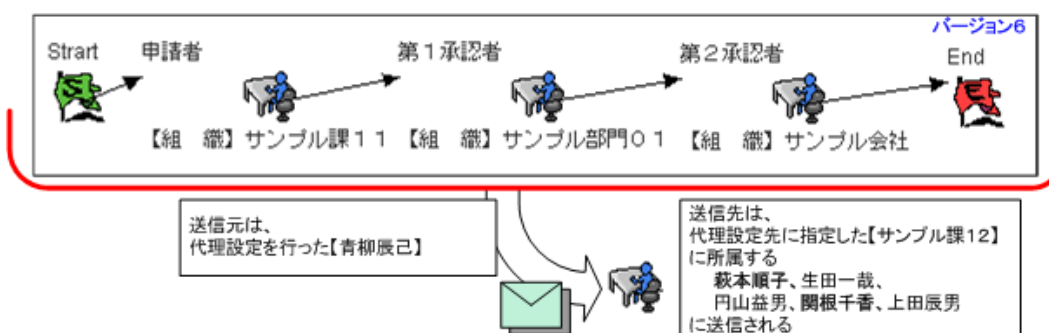 バージョン6
Strart 申請者 第1承認者 第2承認者 End
S E
【組 織】サンプル課11 【組 織】サンプル部門01 【組 織】サンプル会社
送信元は、
代理設定を行った【青柳辰己】
送信先は、
代理設定先に指定した【サンプル課12】
に所属する
萩本順子、生田一哉、
円山益男、関根千香、上田辰男
に送信される